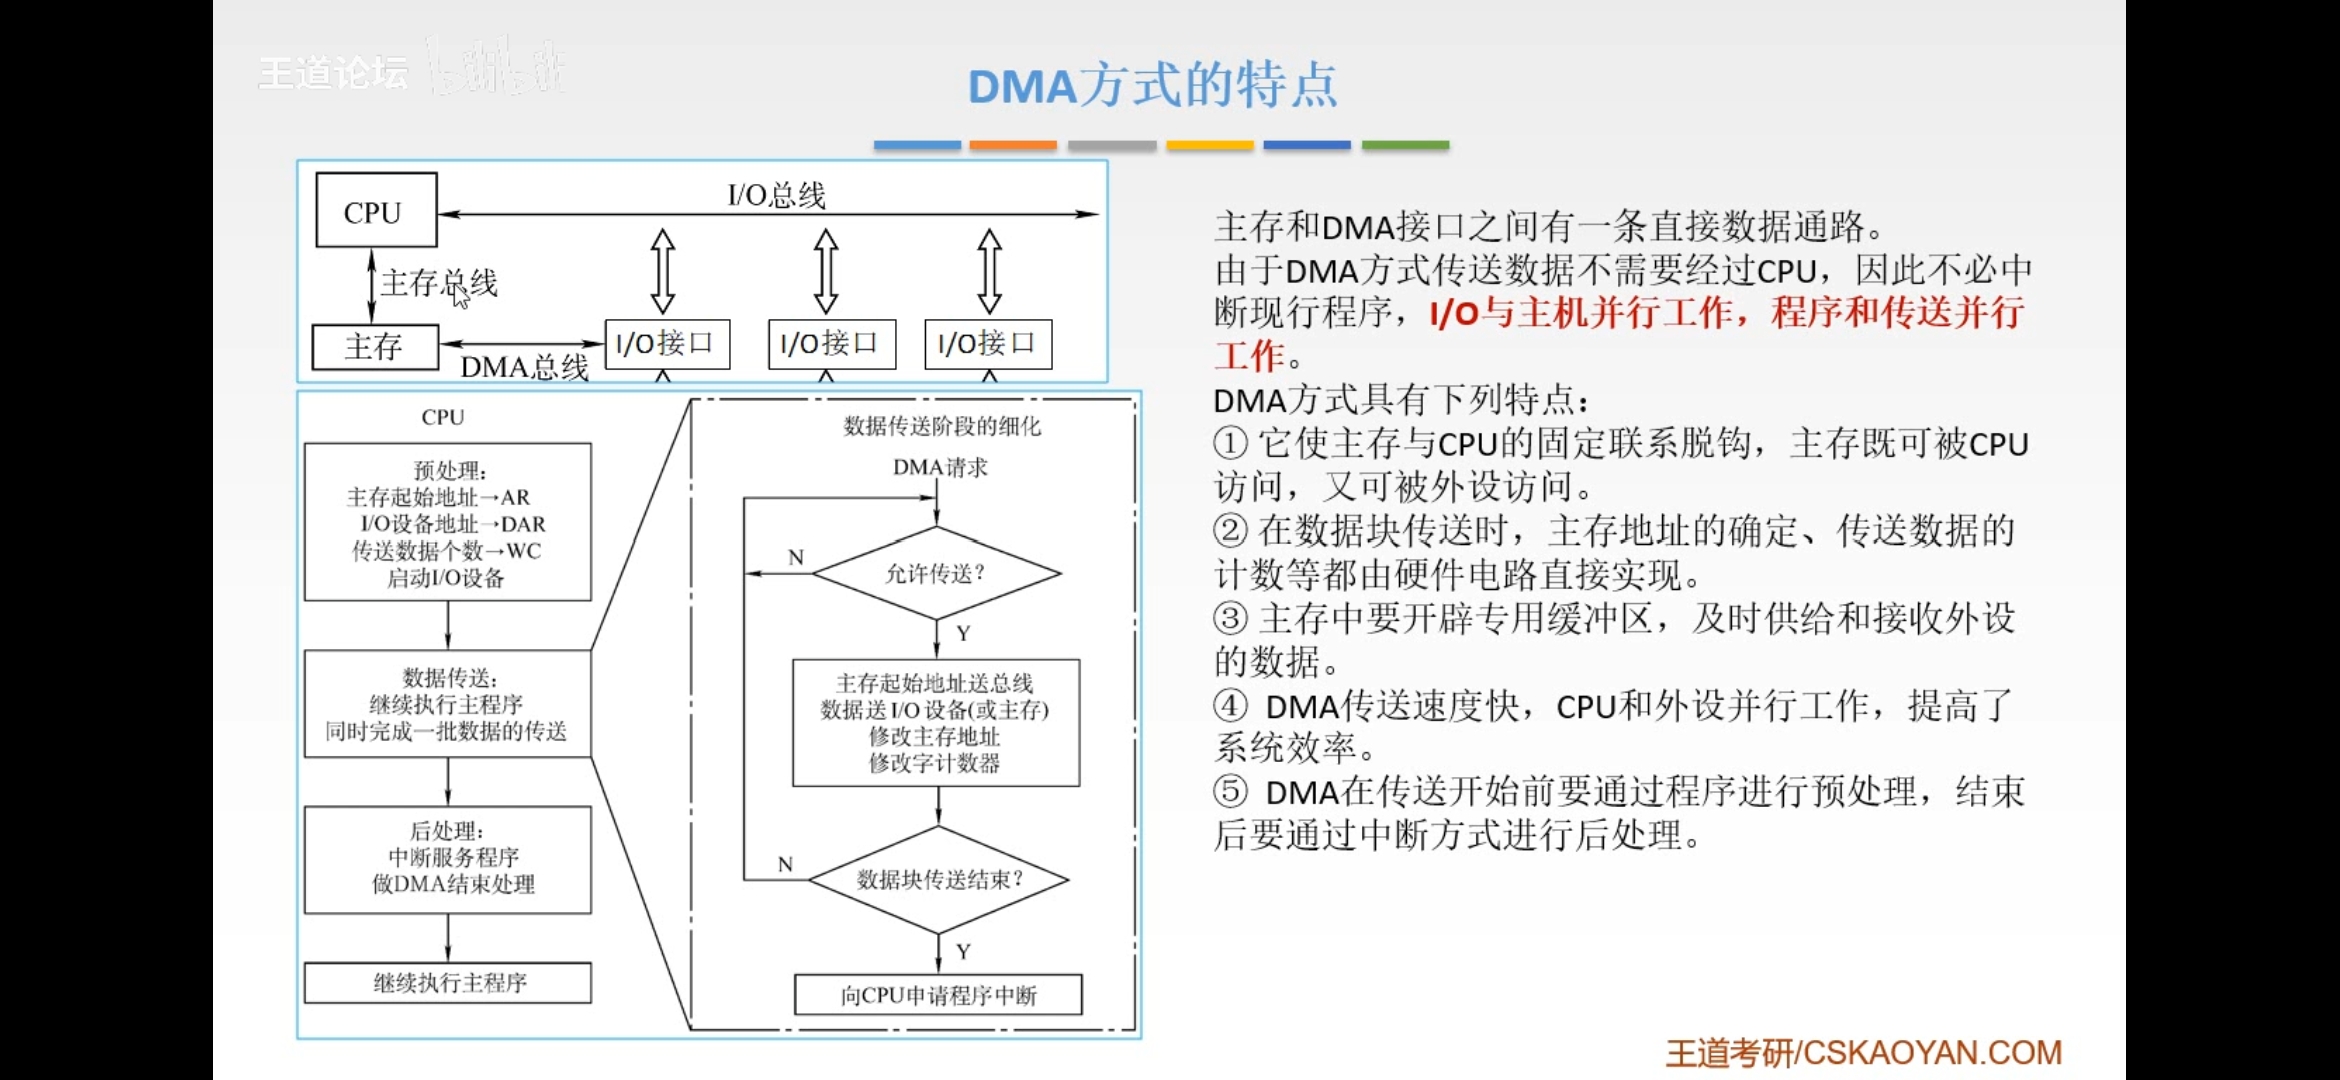 王道论坛 bilibili
DMA方式的特点
CPU
I/O总线
主存总线
主存
DMA总线
I/O接口
I/O接口
I/O接口
CPU
预处理:
主存起始地址→AR
I/O设备地址→DAR
传送数据个数→WC
启动I/O设备
数据传送:
继续执行主程序
同时完成一批数据的传送
后处理:
中断服务程序
做DMA结束处理
继续执行主程序
数据传送阶段的细化
DMA请求
允许传送?
N
Y
主存起始地址送总线
数据送I/O设备(或主存)
修改主存地址
修改字计数器
数据块传送结束?
N
Y
向CPU申请程序中断
主存和DMA接口之间有一条直接数据通路。
由于DMA方式传送数据不需要经过CPU，因此不必中
断现行程序，I/O与主机并行工作，程序和传送并行
工作。
DMA方式具有下列特点：
① 它使主存与CPU的固定联系脱钩，主存既可被CPU
访问，又可被外设访问。
② 在数据块传送时，主存地址的确定、传送数据的
计数等都由硬件电路直接实现。
③ 主存中要开辟专用缓冲区，及时供给和接收外设
的数据。
④ DMA传送速度快，CPU和外设并行工作，提高了
系统效率。
⑤ DMA在传送开始前要通过程序进行预处理，结束
后要通过中断方式进行后处理。
王道考研/CSKAOYAN.COM